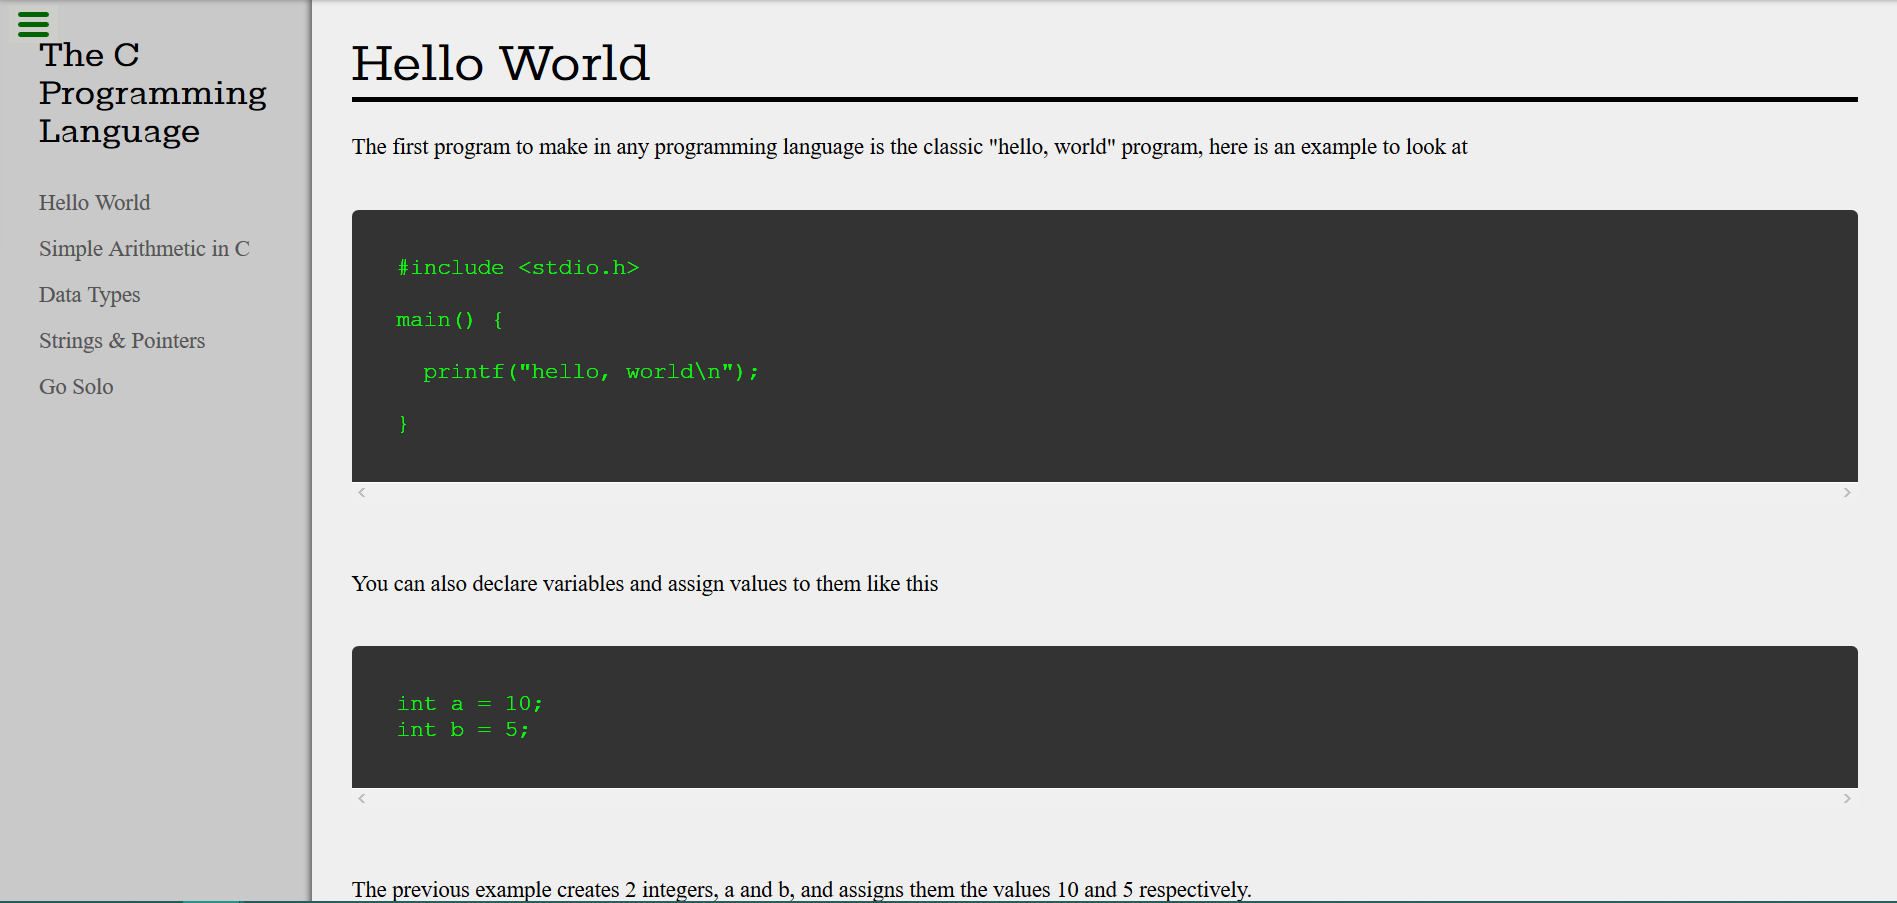 The C
Programming
Language
Hello World
Simple Arithmetic in C
Data Types
Strings & Pointers
Go Solo
Hello World
The first program to make in any programming language is the classic "hello, world" program, here is an example to look at
#include <stdio.h>
main() {
printf("hello, world\n");
}
You can also declare variables and assign values to them like this
int a = 10;
int b = 5;
The previous example creates 2 integers, a and b, and assigns them the values 10 and 5 respectively.